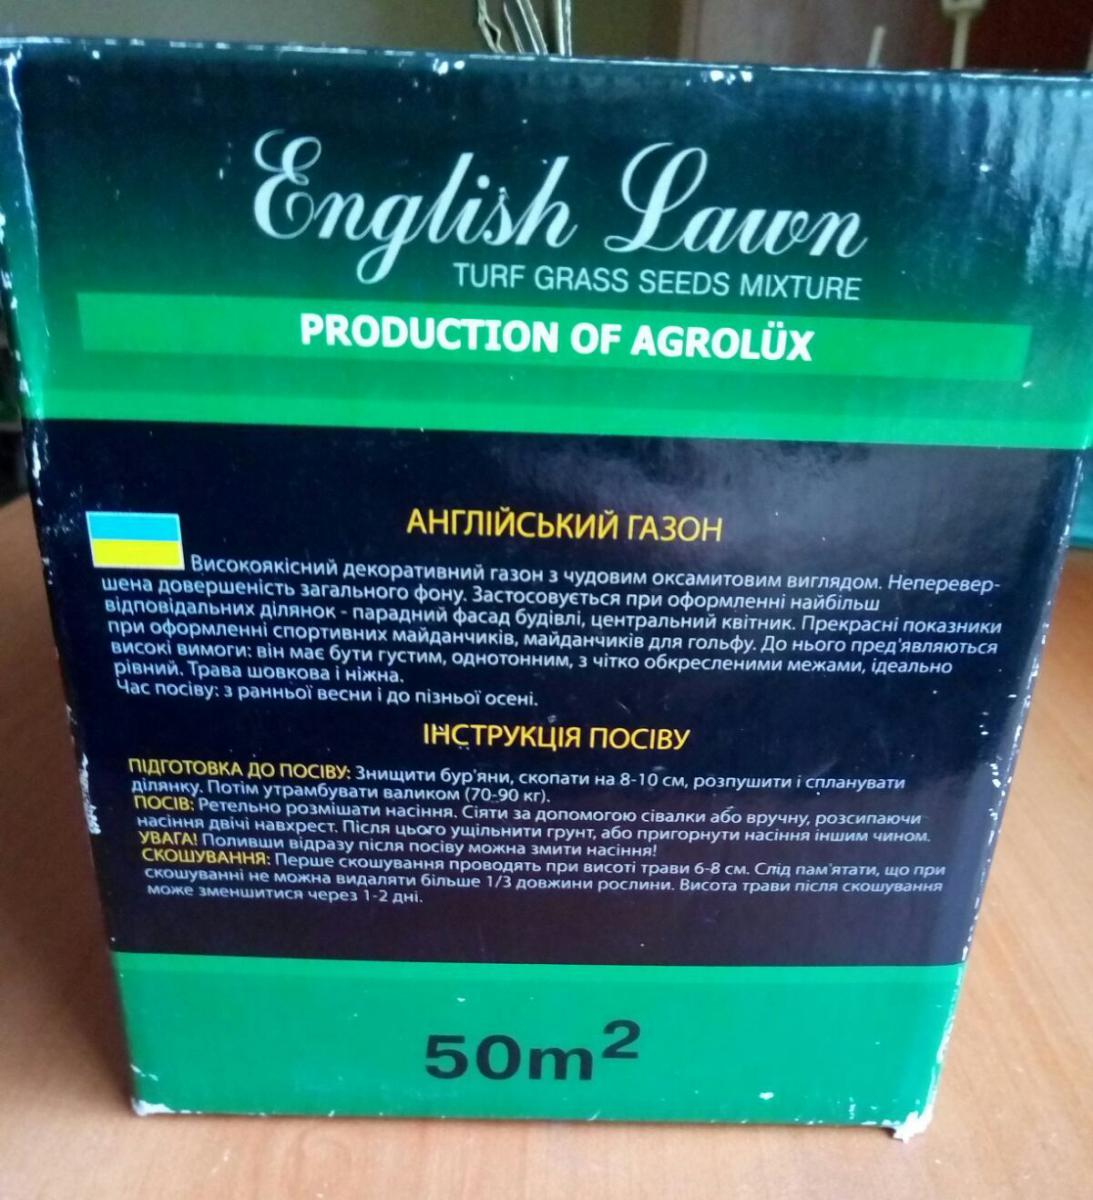 English Lawn
TURF GRASS SEEDS MIXTURE
PRODUCTION OF AGROLÜX
АНГЛІЙСЬКИЙ ГАЗОН
Високоякісний декоративний газон з чудовим оксамитовим виглядом. Неперевер-
шена довершеність загального фону. Застосовується при оформленні найбільш
відповідальних ділянок - парадний фасад будівлі, центральний квітник. Прекрасні показники
при оформленні спортивних майданчиків, майданчиків для гольфу. До нього пред'являються
високі вимоги: він має бути густим, однотонним, з чітко обкресленими межами, ідеально
рівний. Трава шовкова і ніжна.
Час посіву: з ранньої весни і до пізньої осені.
ІНСТРУКЦІЯ ПОСІВУ
ПІДГОТОВКА ДО ПОСІВУ: Знищити бур'яни, скопати на 8-10 см, розпушити і спланувати
ділянку. Потім утрамбувати валиком (70-90 кг).
ПОСІВ: Ретельно розмішати насіння. Сіяти за допомогою сівалки або вручну, розсипаючи
насіння двічі навхрест. Після цього ущільнити грунт, або пригорнути насіння іншим чином.
УВАГА! Поливши відразу після посіву можна змити насіння!
СКОШУВАННЯ: Перше скошування проводять при висоті трави 6-8 см. Слід пам'ятати, що при
скошуванні не можна видаляти більше 1/3 довжини рослини. Висота трави після скошування
може зменшитися через 1-2 дні.
50m²